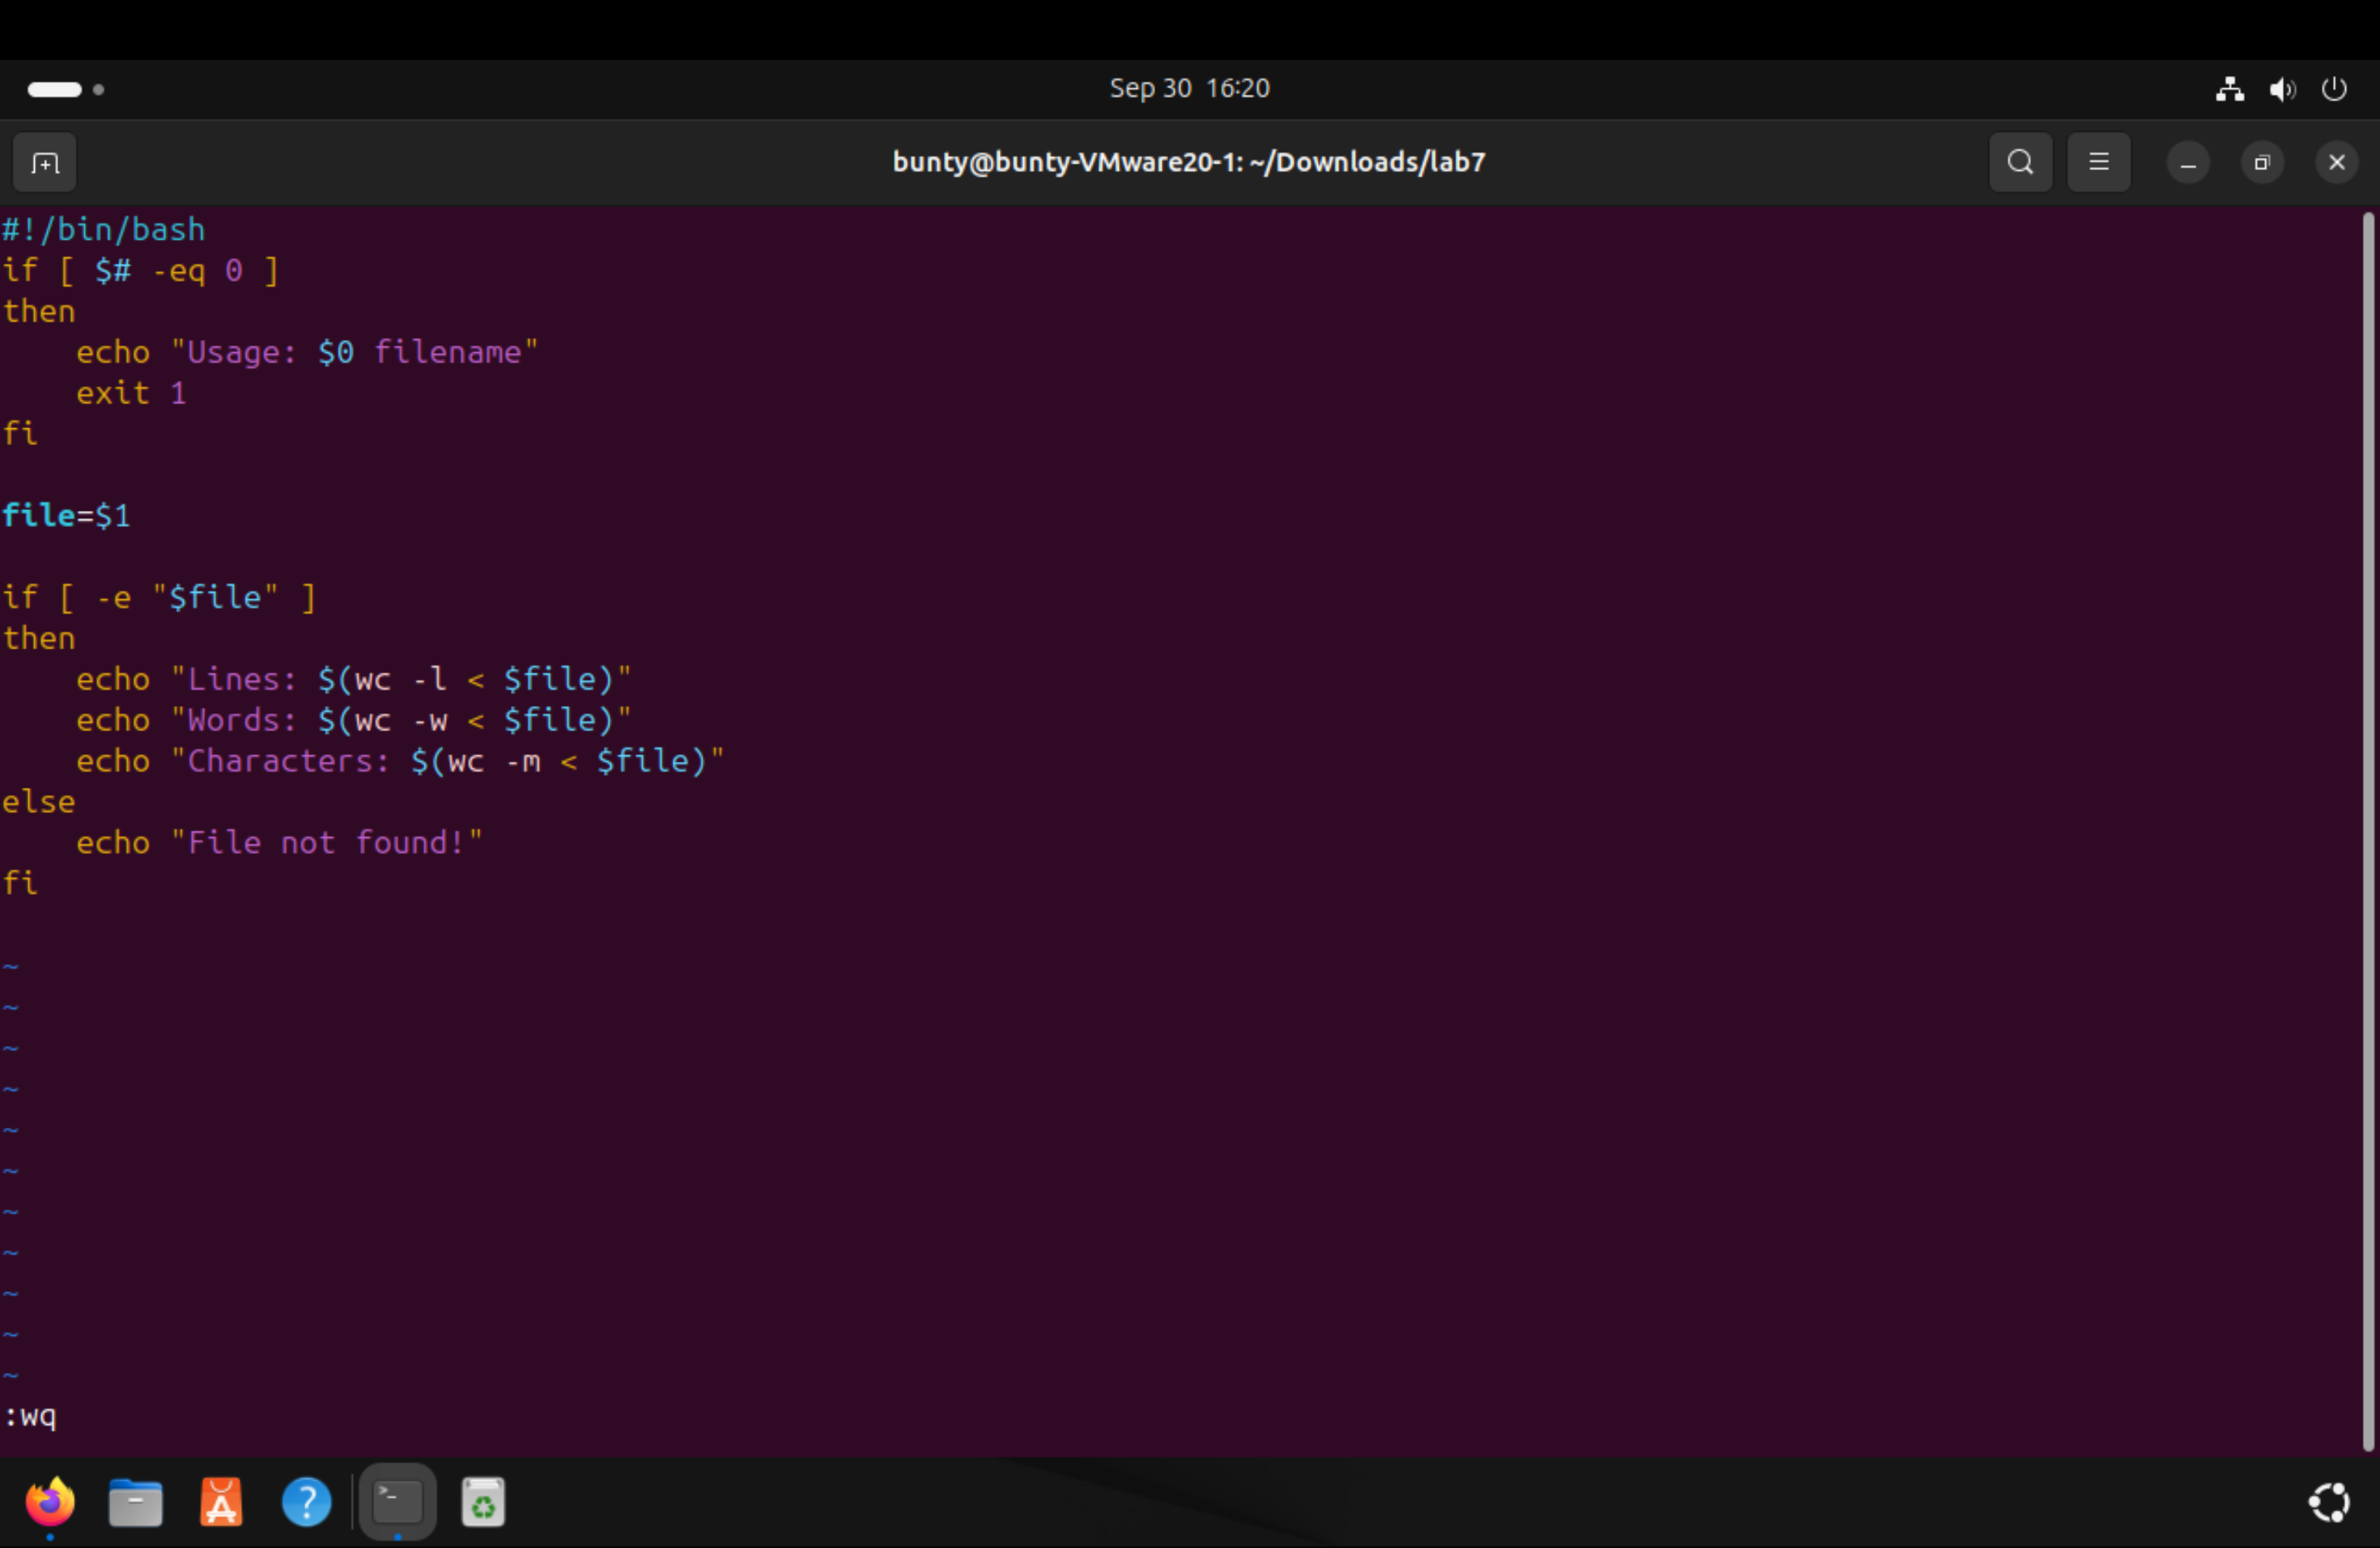 Sep 30 16:20
bunty@bunty-VMware20-1: ~/Downloads/lab7
#!/bin/bash
if [ $# -eq 0 ]
then
    echo "Usage: $0 filename"
    exit 1
fi

file=$1

if [ -e "$file" ]
then
    echo "Lines: $(wc -l < $file)"
    echo "Words: $(wc -w < $file)"
    echo "Characters: $(wc -m < $file)"
else
    echo "File not found!"
fi

~
~
~
~
~
~
~
~
~
~
~
:wq